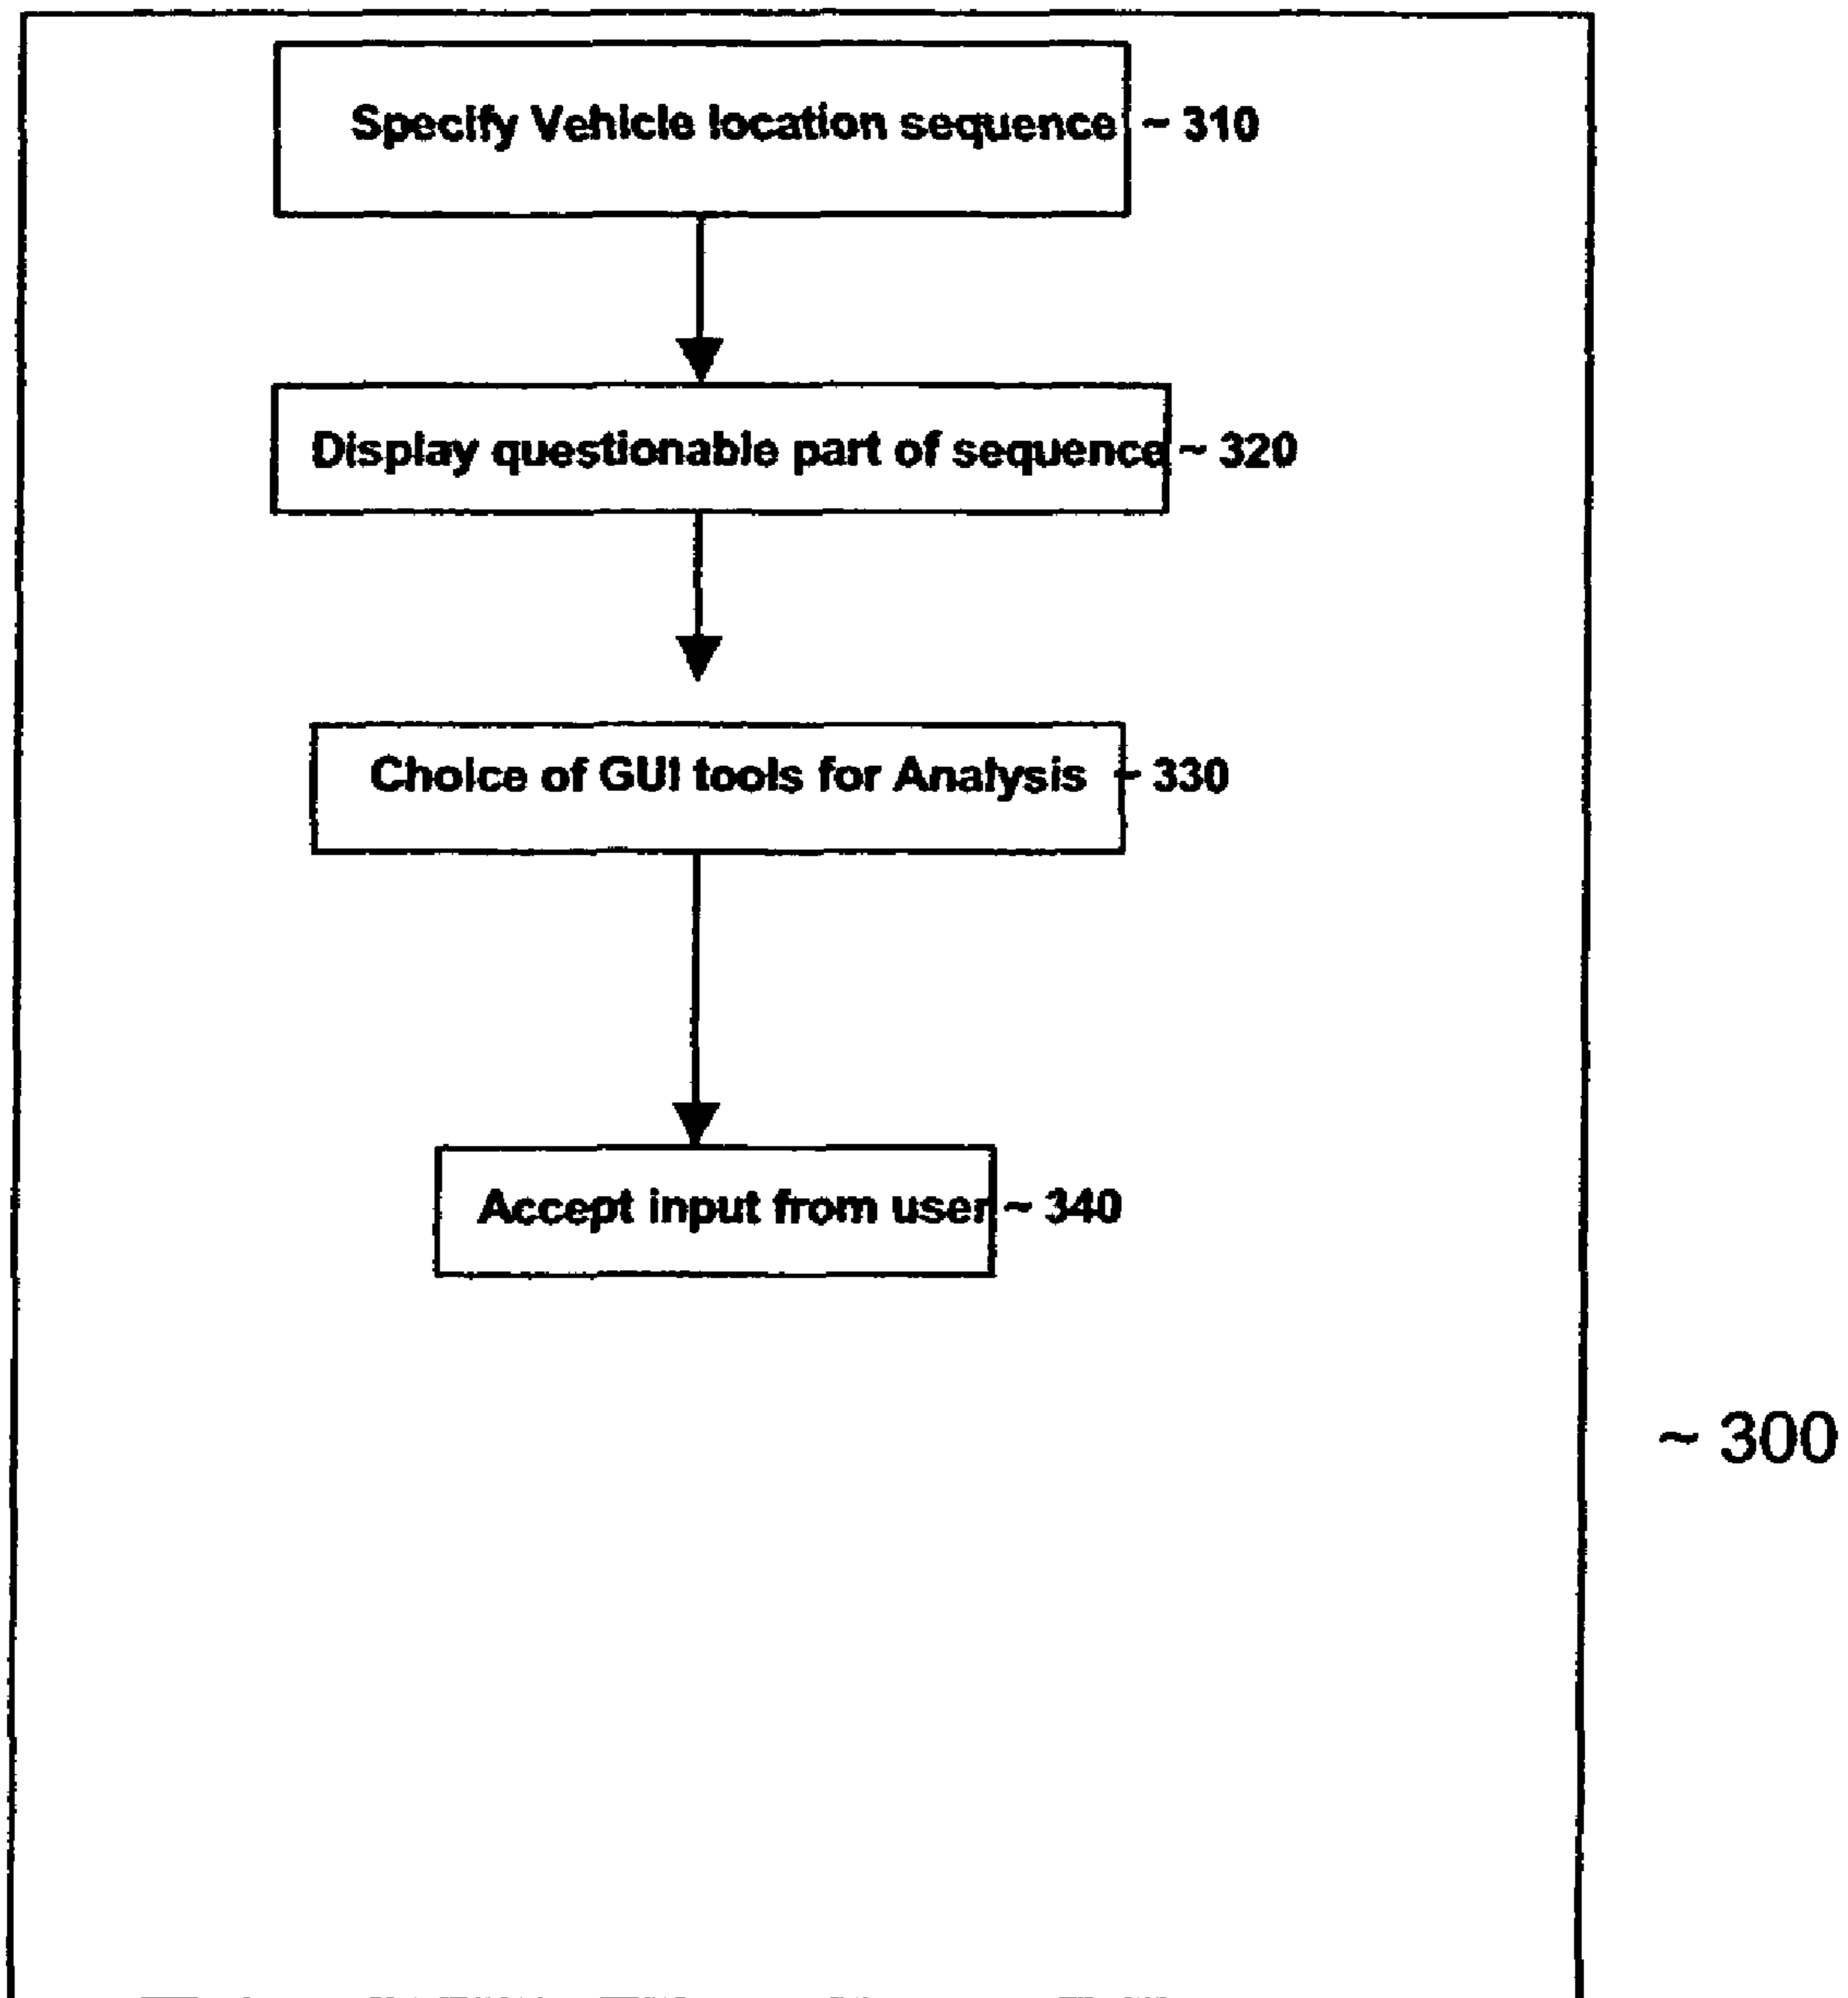 Specify Vehicle location sequence ~ 310
Display questionable part of sequence ~ 320
Choice of GUI tools for Analysis ~ 330
Accept input from user ~ 340
~ 300